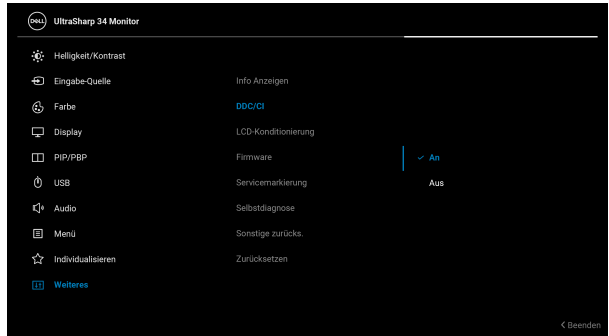 DELL UltraSharp 34 Monitor
Helligkeit/Kontrast
Eingabe-Quelle
Farbe
Display
PIP/PBP
USB
Audio
Menü
Individualisieren
Weiteres
Info Anzeigen
DDC/CI
LCD-Konditionierung
Firmware
Servicemarkierung
Selbstdiagnose
Sonstige zurücks.
Zurücksetzen
An
Aus
Beenden